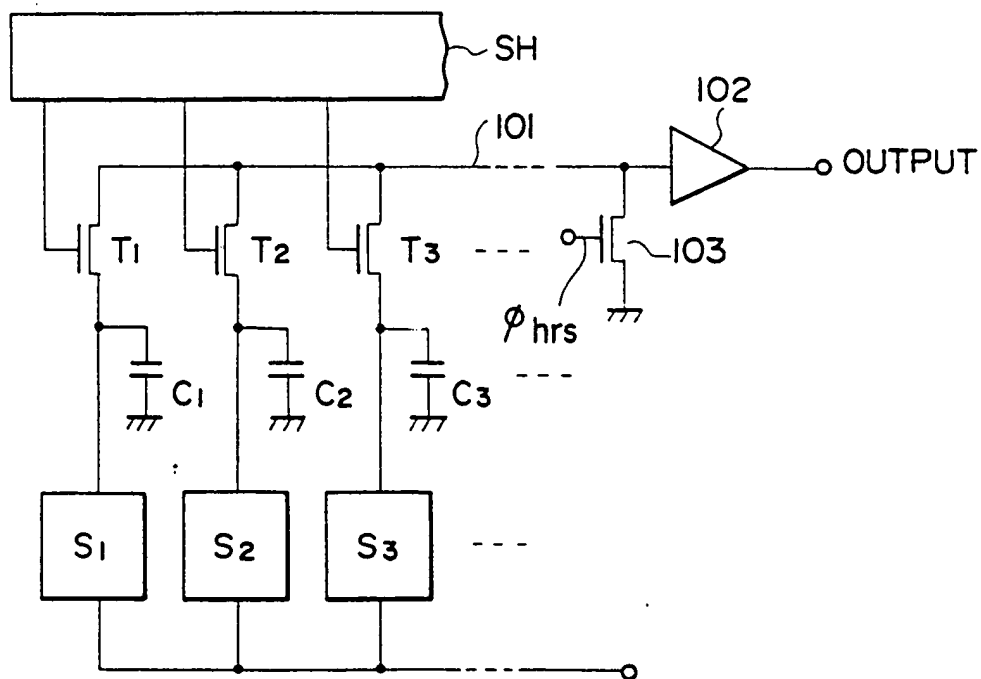 SH
102
101
OUTPUT
T1 T2 T3 103
φhrs
C1 C2 C3
S1 S2 S3